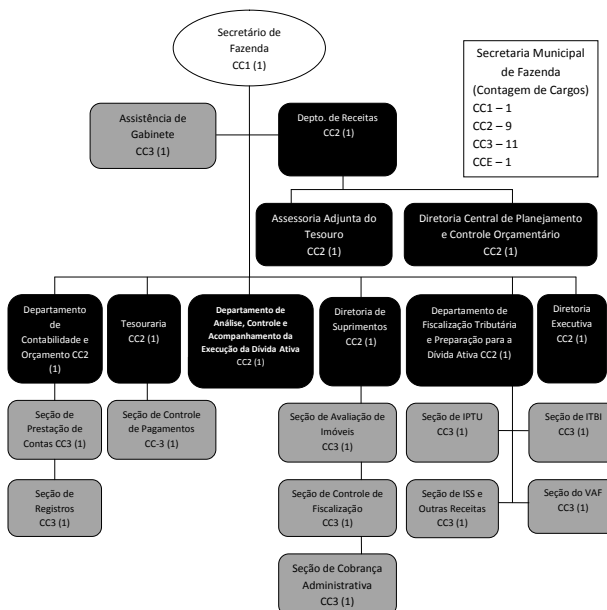 Secretário de
Fazenda
CC1 (1)
Secretaria Municipal
de Fazenda
(Contagem de Cargos)
CC1 – 1
CC2 – 9
CC3 – 11
CCE – 1
Assistência de
Gabinete
CC3 (1)
Depto. de Receitas
CC2 (1)
Assessoria Adjunta do
Tesouro
CC2 (1)
Diretoria Central de Planejamento
e Controle Orçamentário
CC2 (1)
Departamento
de
Contabilidade e
Orçamento CC2
(1)
Tesouraria
CC2 (1)
Departamento de
Análise, Controle e
Acompanhamento da
Execução da Dívida Ativa
CC2 (1)
Diretoria de
Suprimentos
CC2 (1)
Departamento de
Fiscalização Tributária
e Preparação para a
Dívida Ativa CC2 (1)
Diretoria
Executiva
CC2 (1)
Seção de
Prestação de
Contas CC3 (1)
Seção de Controle
de Pagamentos
CC-3 (1)
Seção de Avaliação de
Imóveis
CC3 (1)
Seção de IPTU
CC3 (1)
Seção de ITBI
CC3 (1)
Seção de
Registros
CC3 (1)
Seção de Controle de
Fiscalização
CC3 (1)
Seção de ISS e
Outras Receitas
CC3 (1)
Seção do VAF
CC3 (1)
Seção de Cobrança
Administrativa
CC3 (1)